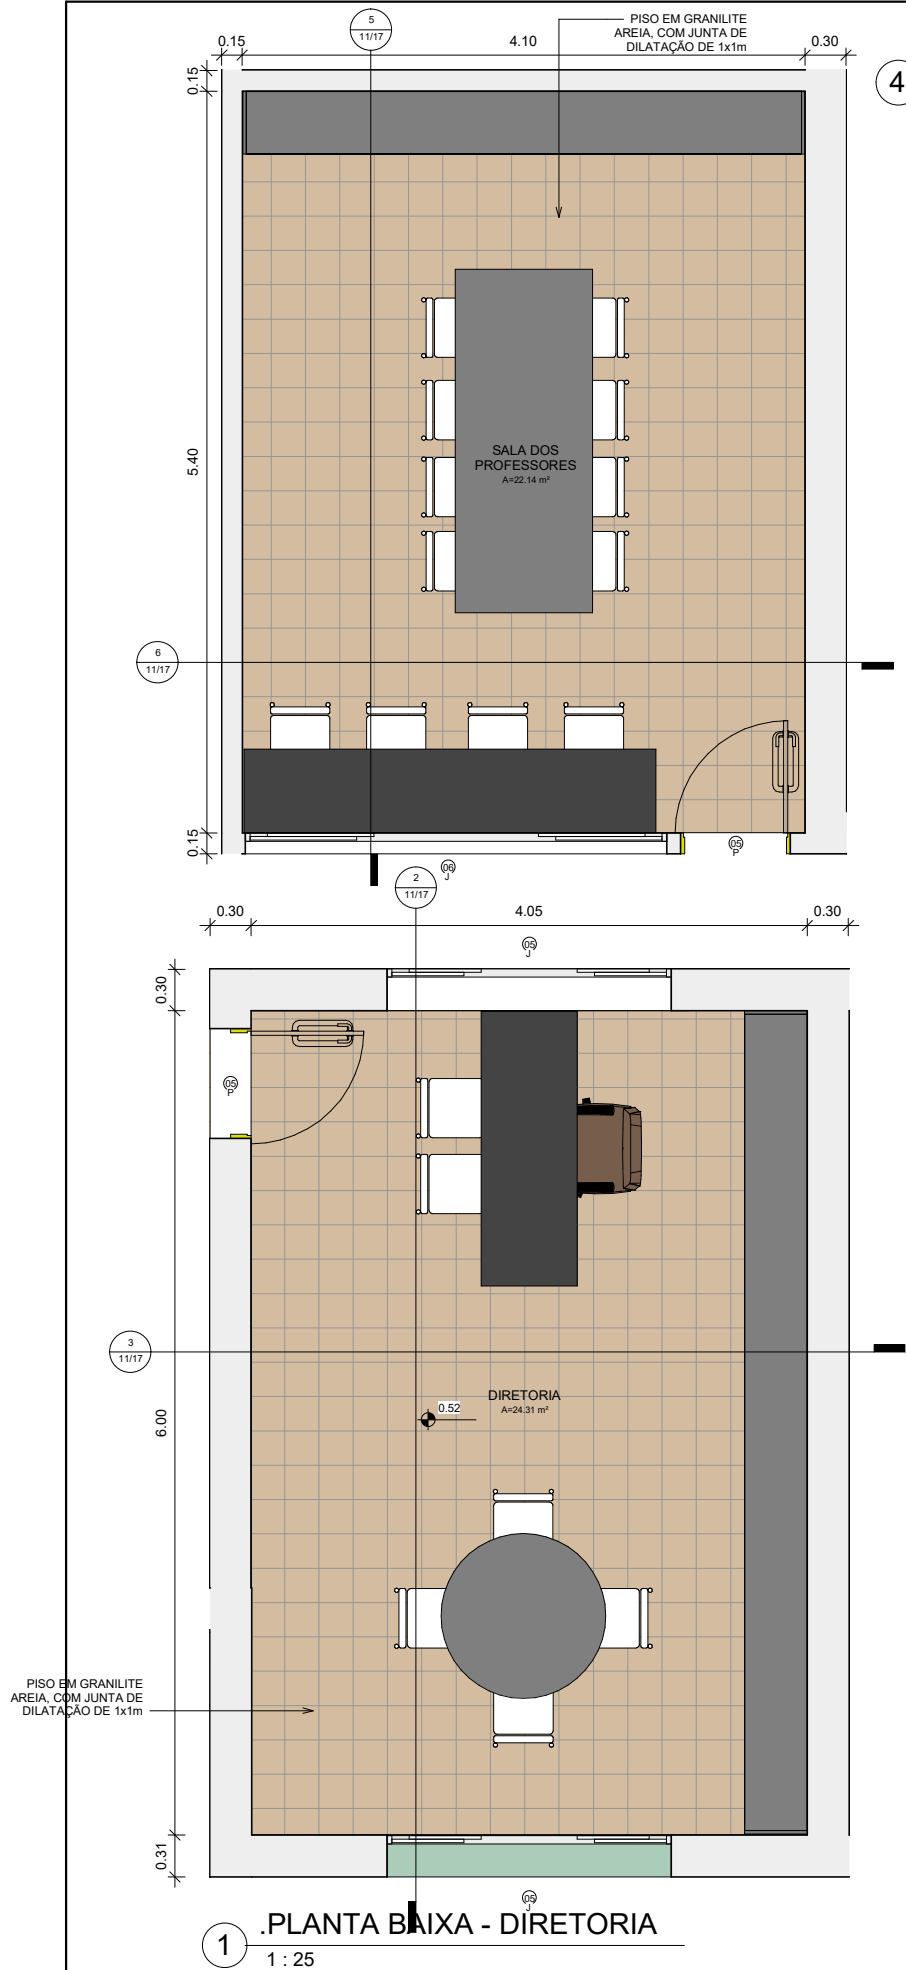 5
11/17
PISO EM GRANILITE
AREIA, COM JUNTA DE
DILATAÇÃO DE 1x1m
0.15
4.10
0.30
0.15
4
5.40
SALA DOS
PROFESSORES
A=22.14 m²
6
11/17
0.15
05
P
06
J
2
11/17
0.30
4.05
0.30
05
J
0.30
05
P
3
11/17
DIRETORIA
A=24.31 m²
0.52
6.00
PISO EM GRANILITE
AREIA, COM JUNTA DE
DILATAÇÃO DE 1x1m
0.31
05
J
1
.PLANTA BAIXA - DIRETORIA
1 : 25